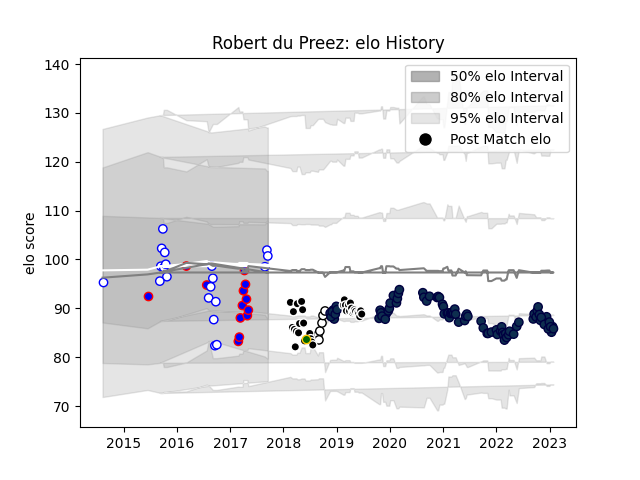 Robert du Preez: elo History
50% elo Interval
80% elo Interval
95% elo Interval
Post Match elo
elo score
140
130
120
110
100
90
80
70
2015 2016 2017 2018 2019 2020 2021 2022 2023